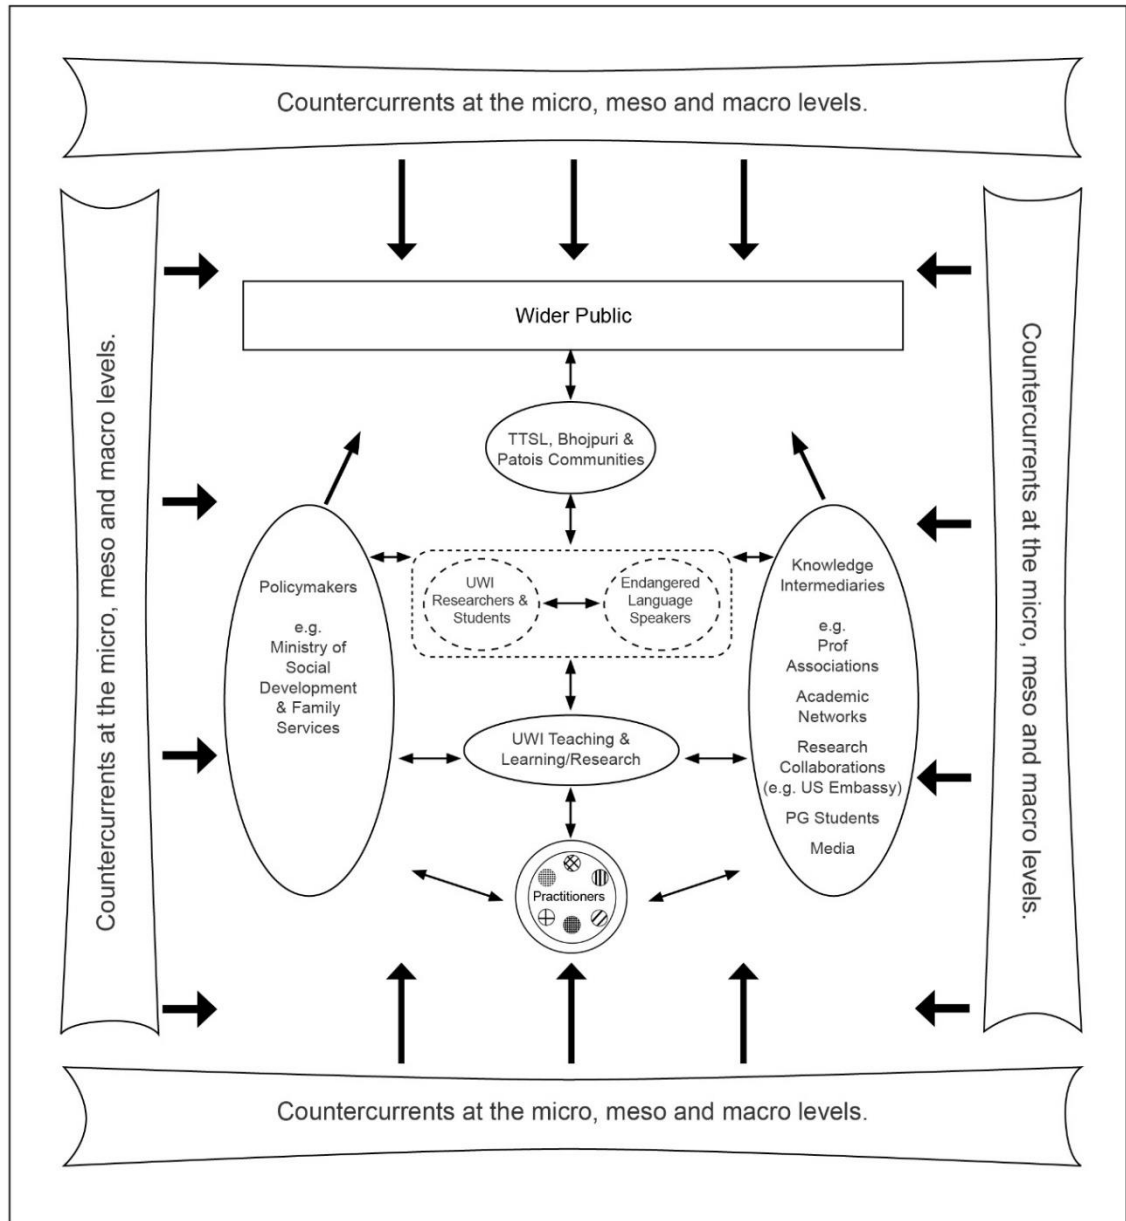 Countercurrents at the micro, meso and macro levels.
Countercurrents at the micro, meso and macro levels.
Wider Public
TTSL, Bhojpuri &
Patois Communities
Policymakers
e.g.
Ministry of
Social
Development
& Family
Services
UWI
Researchers &
Students
Endangered
Language
Speakers
Knowledge
Intermediaries
e.g.
Prof
Associations
Academic
Networks
Research
Collaborations
(e.g. US Embassy)
PG Students
Media
UWI Teaching &
Learning/Research
Practitioners
Countercurrents at the micro, meso and macro levels.
Countercurrents at the micro, meso and macro levels.